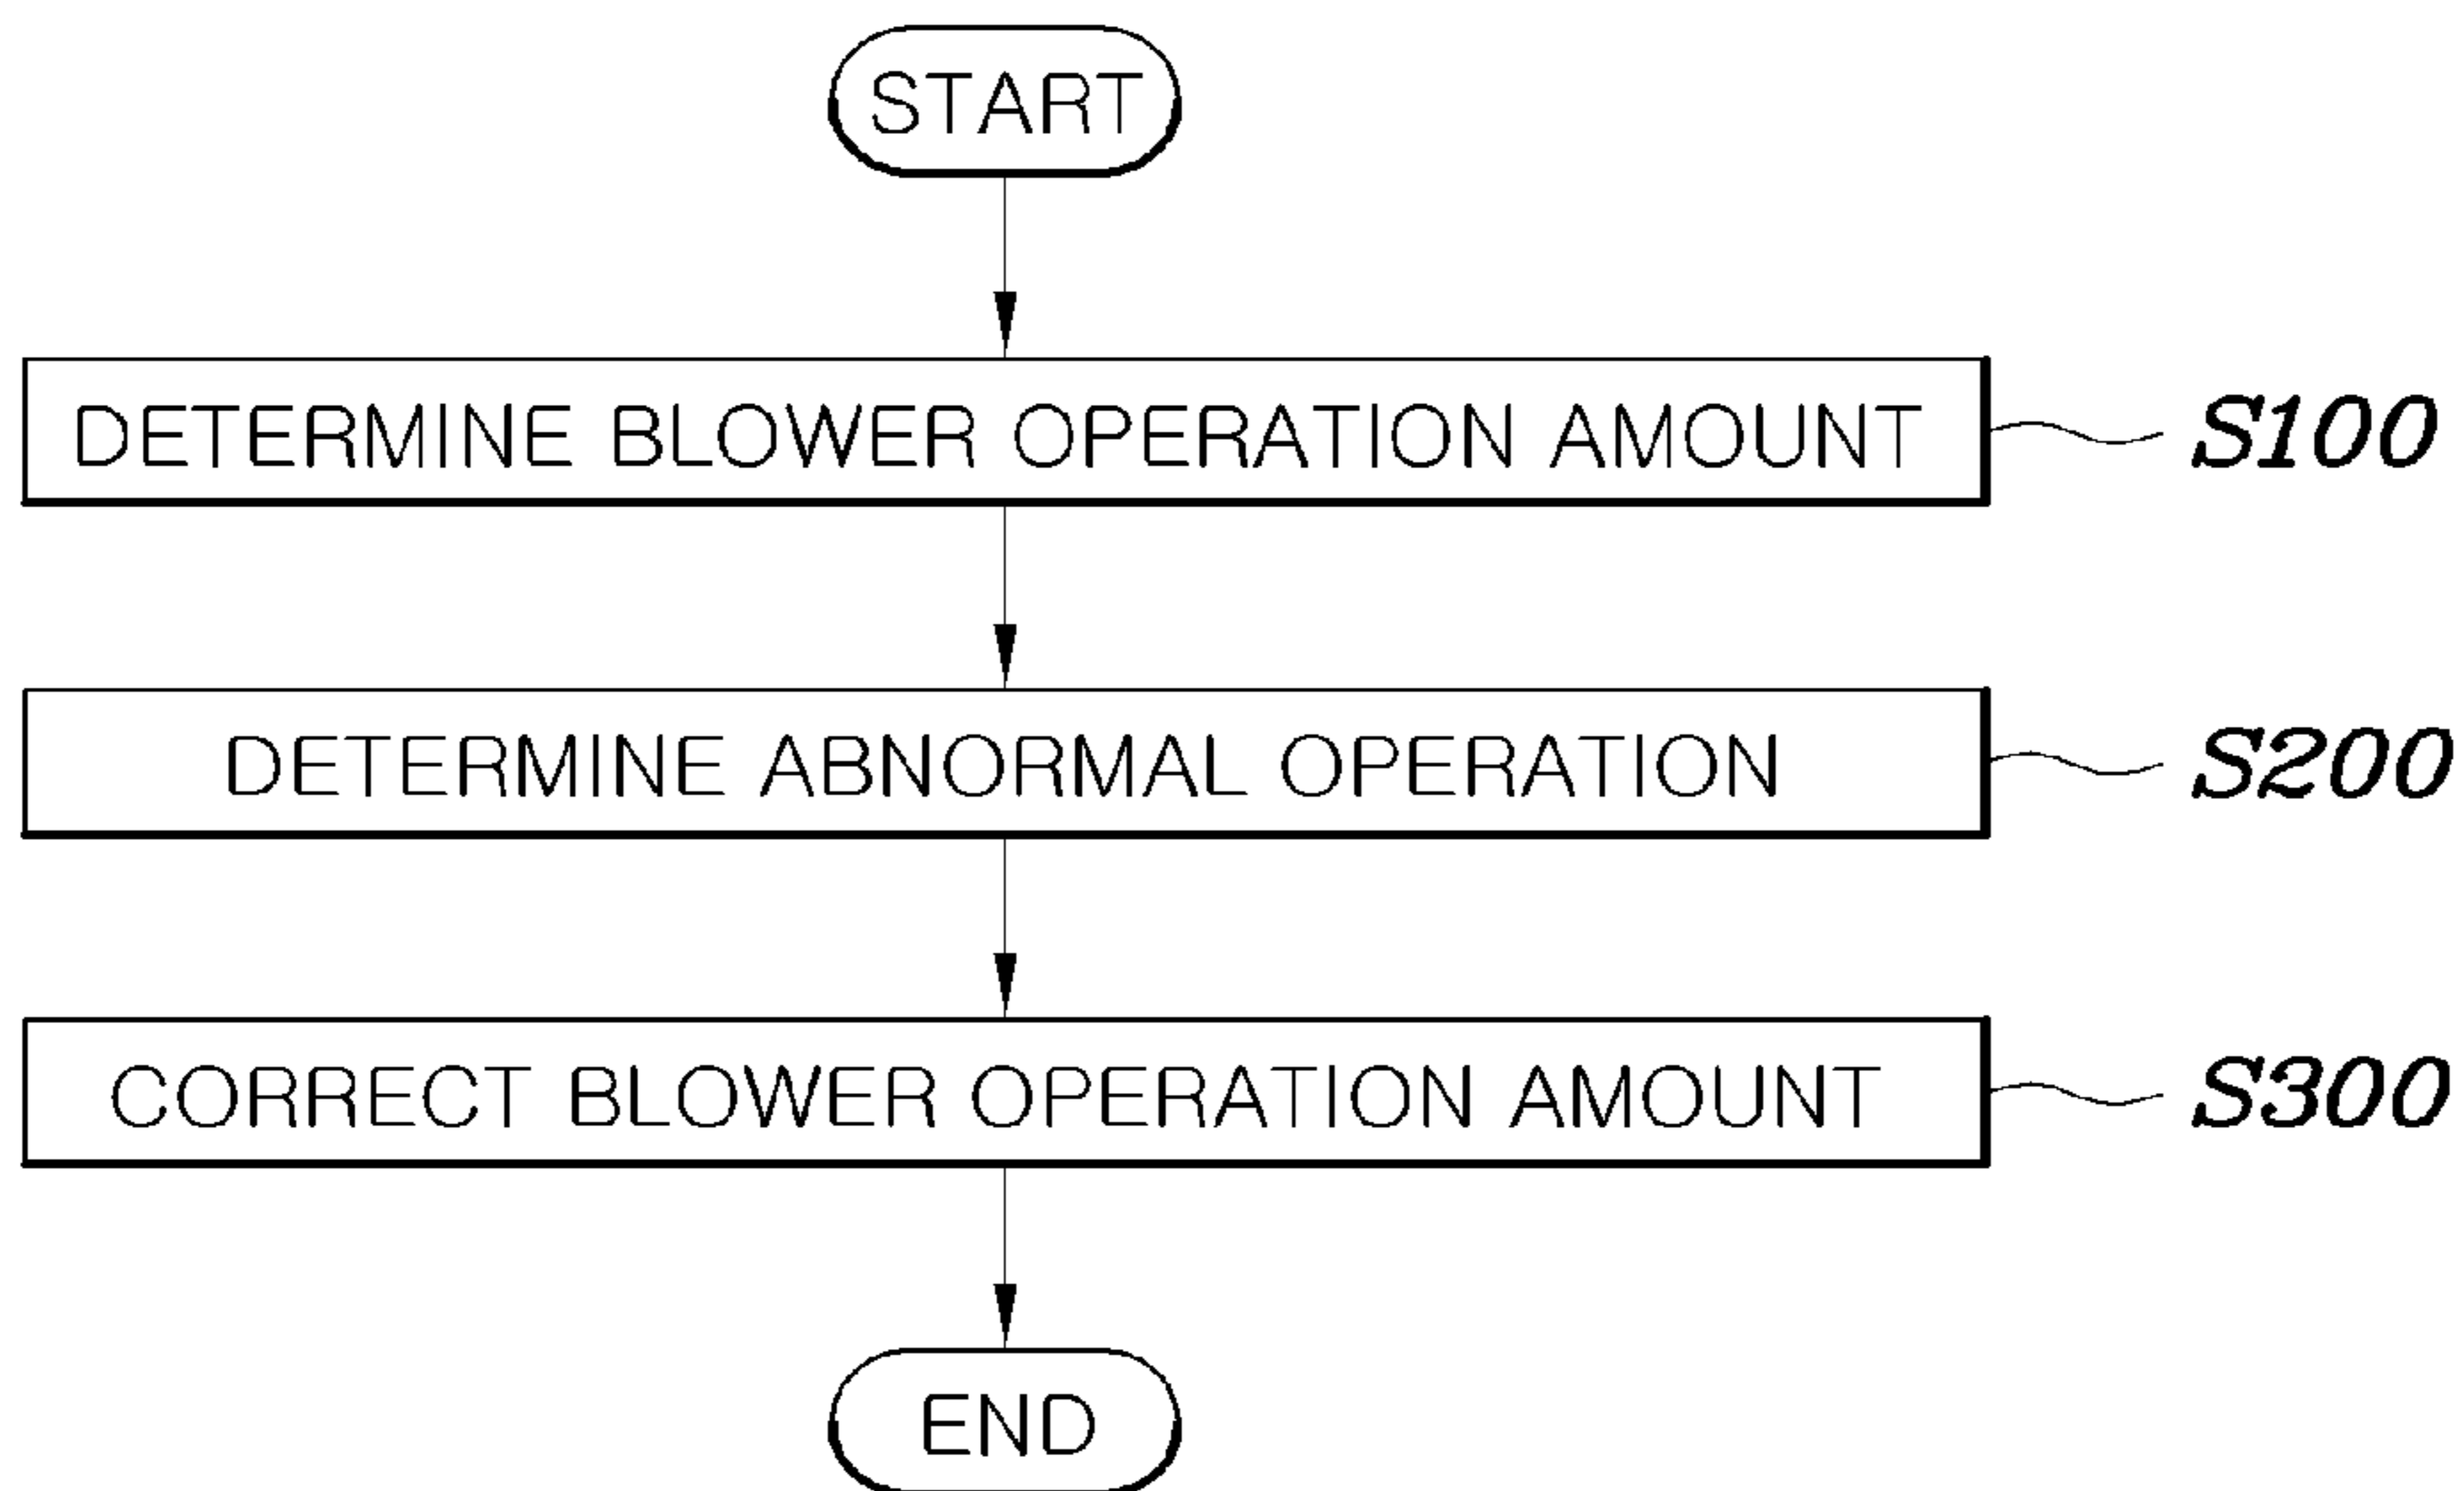 START
DETERMINE BLOWER OPERATION AMOUNT S100
DETERMINE ABNORMAL OPERATION S200
CORRECT BLOWER OPERATION AMOUNT S300
END